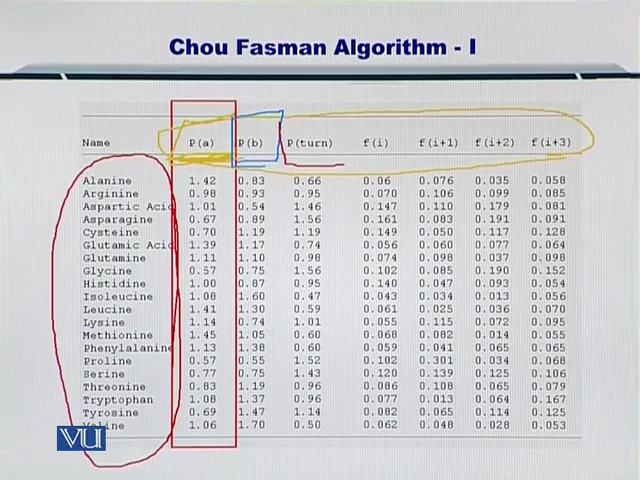 Chou Fasman Algorithm - I
Name P(a) P(b) P(turn) f(i) f(i+1) f(i+2) f(i+3)
Alanine 1.42 0.83 0.66 0.06 0.076 0.035 0.058
Arginine 0.98 0.93 0.95 0.070 0.106 0.099 0.085
Aspartic Acid 1.01 0.54 1.46 0.147 0.110 0.179 0.081
Asparagine 0.67 0.89 1.56 0.161 0.083 0.191 0.091
Cysteine 0.70 1.19 1.19 0.149 0.050 0.117 0.128
Glutamic Acid 1.39 1.17 0.74 0.056 0.060 0.077 0.064
Glutamine 1.11 1.10 0.98 0.074 0.098 0.037 0.098
Glycine 0.57 0.75 1.56 0.102 0.085 0.190 0.152
Histidine 1.00 0.87 0.95 0.140 0.047 0.093 0.054
Isoleucine 1.08 1.60 0.47 0.043 0.034 0.013 0.056
Leucine 1.41 1.30 0.59 0.061 0.025 0.036 0.070
Lysine 1.14 0.74 1.01 0.055 0.115 0.072 0.095
Methionine 1.45 1.05 0.60 0.068 0.082 0.014 0.055
Phenylalanine 1.13 1.38 0.60 0.059 0.041 0.065 0.065
Proline 0.57 0.55 1.52 0.102 0.301 0.034 0.068
Serine 0.77 0.75 1.43 0.120 0.139 0.125 0.106
Threonine 0.83 1.19 0.96 0.086 0.108 0.065 0.079
Tryptophan 1.08 1.37 0.96 0.077 0.013 0.064 0.167
Tyrosine 0.69 1.47 1.14 0.082 0.065 0.114 0.125
Valine 1.06 1.70 0.50 0.062 0.048 0.028 0.053
VU